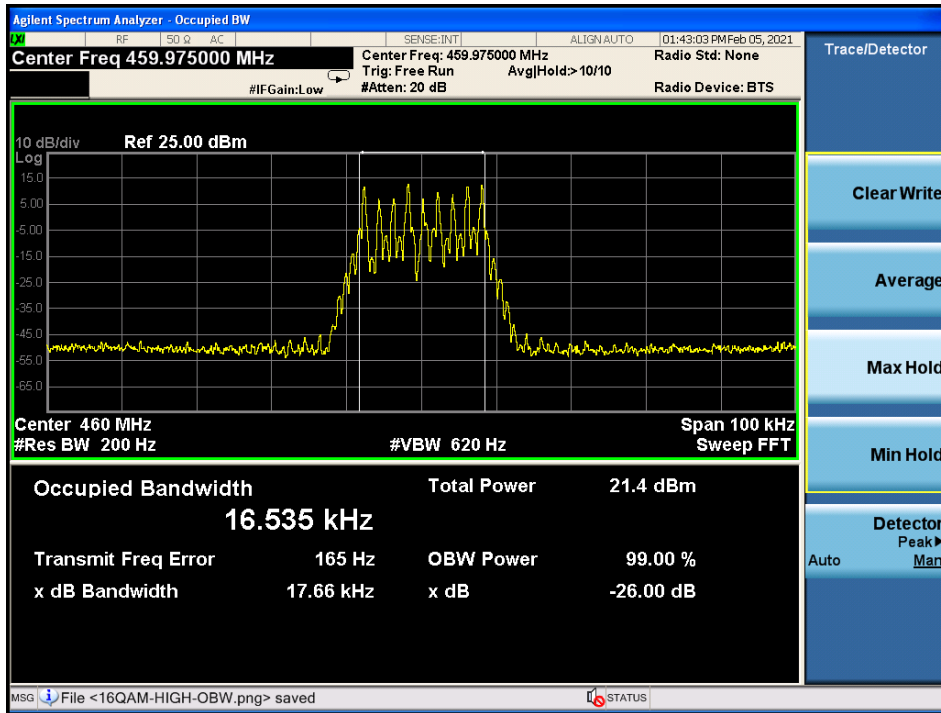 Agilent Spectrum Analyzer - Occupied BW
LXI RF 50 Ω AC SENSE:INT ALIGN AUTO 01:43:03 PM Feb 05, 2021
Center Freq 459.975000 MHz
Center Freq: 459.975000 MHz
Radio Std: None
Trig: Free Run Avg|Hold:> 10/10
#IFGain:Low
#Atten: 20 dB
Radio Device: BTS
Trace/Detector
10 dB/div Ref 25.00 dBm
Log
15.0
5.00
-5.00
-15.0
-25.0
-35.0
-45.0
-55.0
-65.0
Center 460 MHz Span 100 kHz
#Res BW 200 Hz #VBW 620 Hz Sweep FFT
Occupied Bandwidth Total Power 21.4 dBm
16.535 kHz
Transmit Freq Error 165 Hz OBW Power 99.00 %
x dB Bandwidth 17.66 kHz x dB -26.00 dB
Clear Write
Average
Max Hold
Min Hold
Detector
Peak
Auto Man
MSG File <16QAM-HIGH-OBW.png> saved STATUS